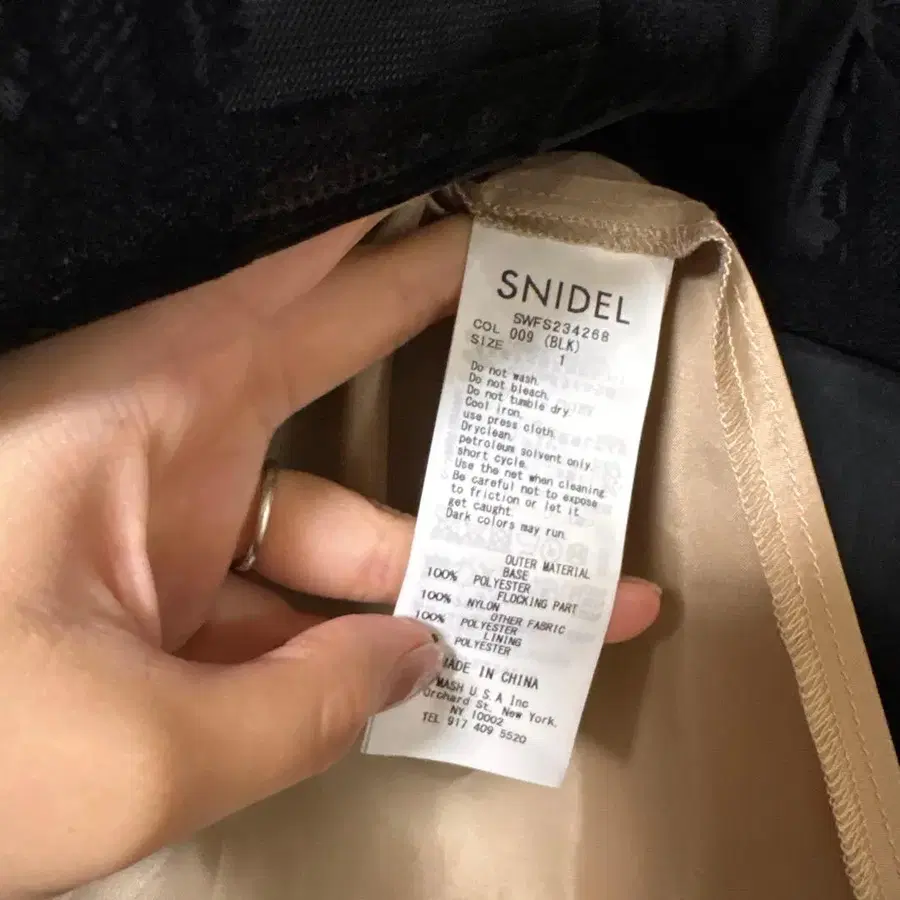 SNIDEL
SWFS234268
COL 009 (BLK)
SIZE 1
Do not wash.
Do not bleach.
Do not tumble dry.
Cool iron.
use press cloth.
Dryclean.
petroleum solvent only.
short cycle.
Use the net when cleaning
Be careful not to expose
to friction or let it
get caught.
Dark colors may run.
OUTER MATERIAL
BASE
100% POLYESTER
FLOCKING PART
100% NYLON
OTHER FABRIC
100% POLYESTER
LINING
POLYESTER
MADE IN CHINA
MASH U.S.A Inc
Orchard St. New York.
NY 10002
TEL 917 409 5520